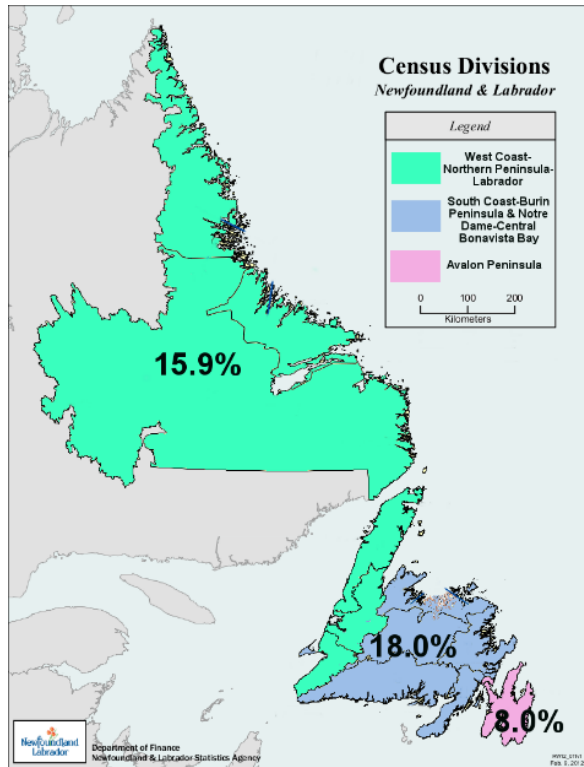 Census Divisions
Newfoundland & Labrador
Legend
West Coast-
Northern Peninsula-
Labrador
South Coast-Burin
Peninsula & Notre
Dame-Central
Bonavista Bay
Avalon Peninsula
0 100 200
Kilometers
15.9%
18.0%
8.0%
Newfoundland
Labrador
Department of Finance
Newfoundland & Labrador Statistics Agency